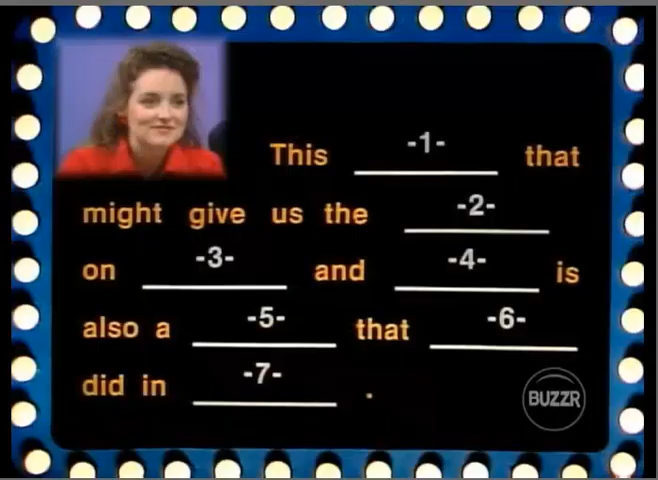 This -1- that
might give us the -2-
on -3- and -4- is
also a -5- that -6-
did in -7- .
BUZZR